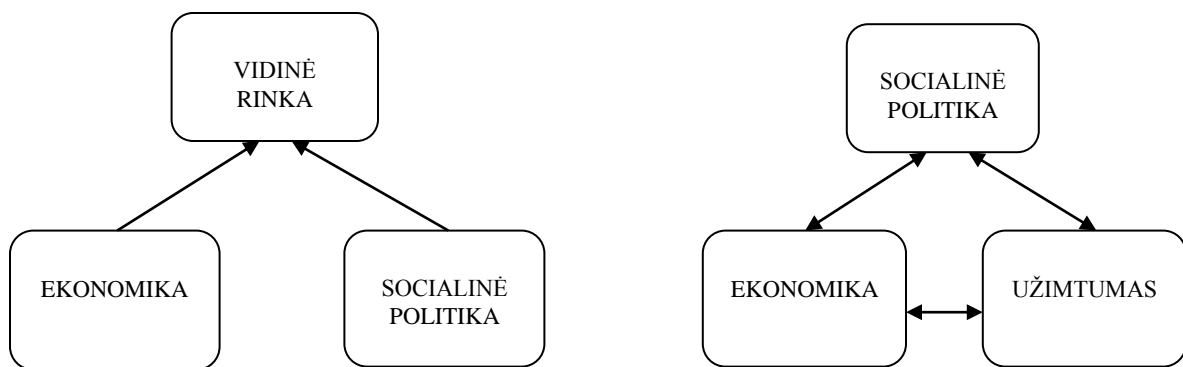 VIDINĖ
RINKA
EKONOMIKA
SOCIALINĖ
POLITIKA
SOCIALINĖ
POLITIKA
EKONOMIKA
UŽIMTUMAS